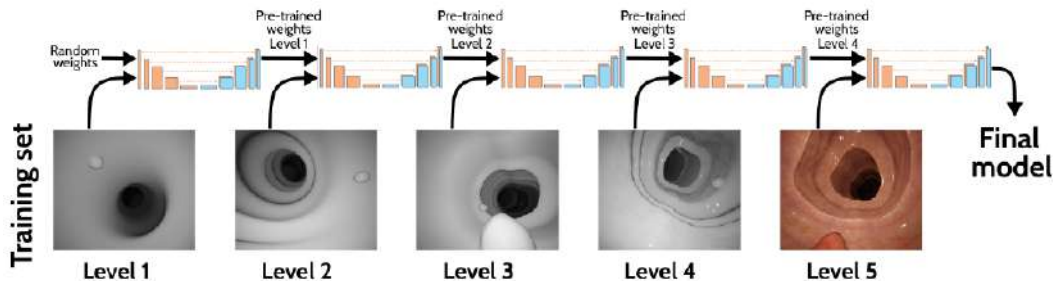 Random
weights
Pre-trained
weights
Level 1
Pre-trained
weights
Level 2
Pre-trained
weights
Level 3
Pre-trained
weights
Level 4
Final
model
Training set
Level 1
Level 2
Level 3
Level 4
Level 5